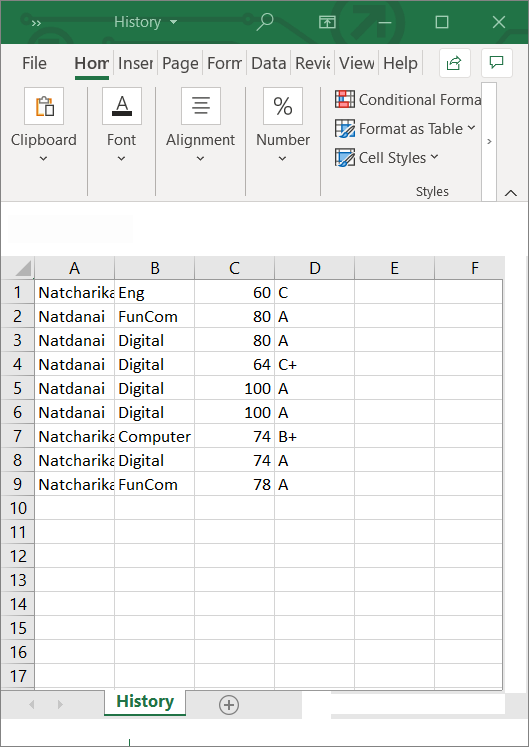 » History
File Hom Inser Page Form Data Revie View Help
A %
Clipboard Font Alignment Number
Conditional Forma
Format as Table
Cell Styles
Styles
A B C D E F
1 Natcharika Eng 60 C
2 Natdanai FunCom 80 A
3 Natdanai Digital 80 A
4 Natdanai Digital 64 C+
5 Natdanai Digital 100 A
6 Natdanai Digital 100 A
7 Natcharika Computer 74 B+
8 Natcharika Digital 74 A
9 Natcharika FunCom 78 A
10
11
12
13
14
15
16
17
History